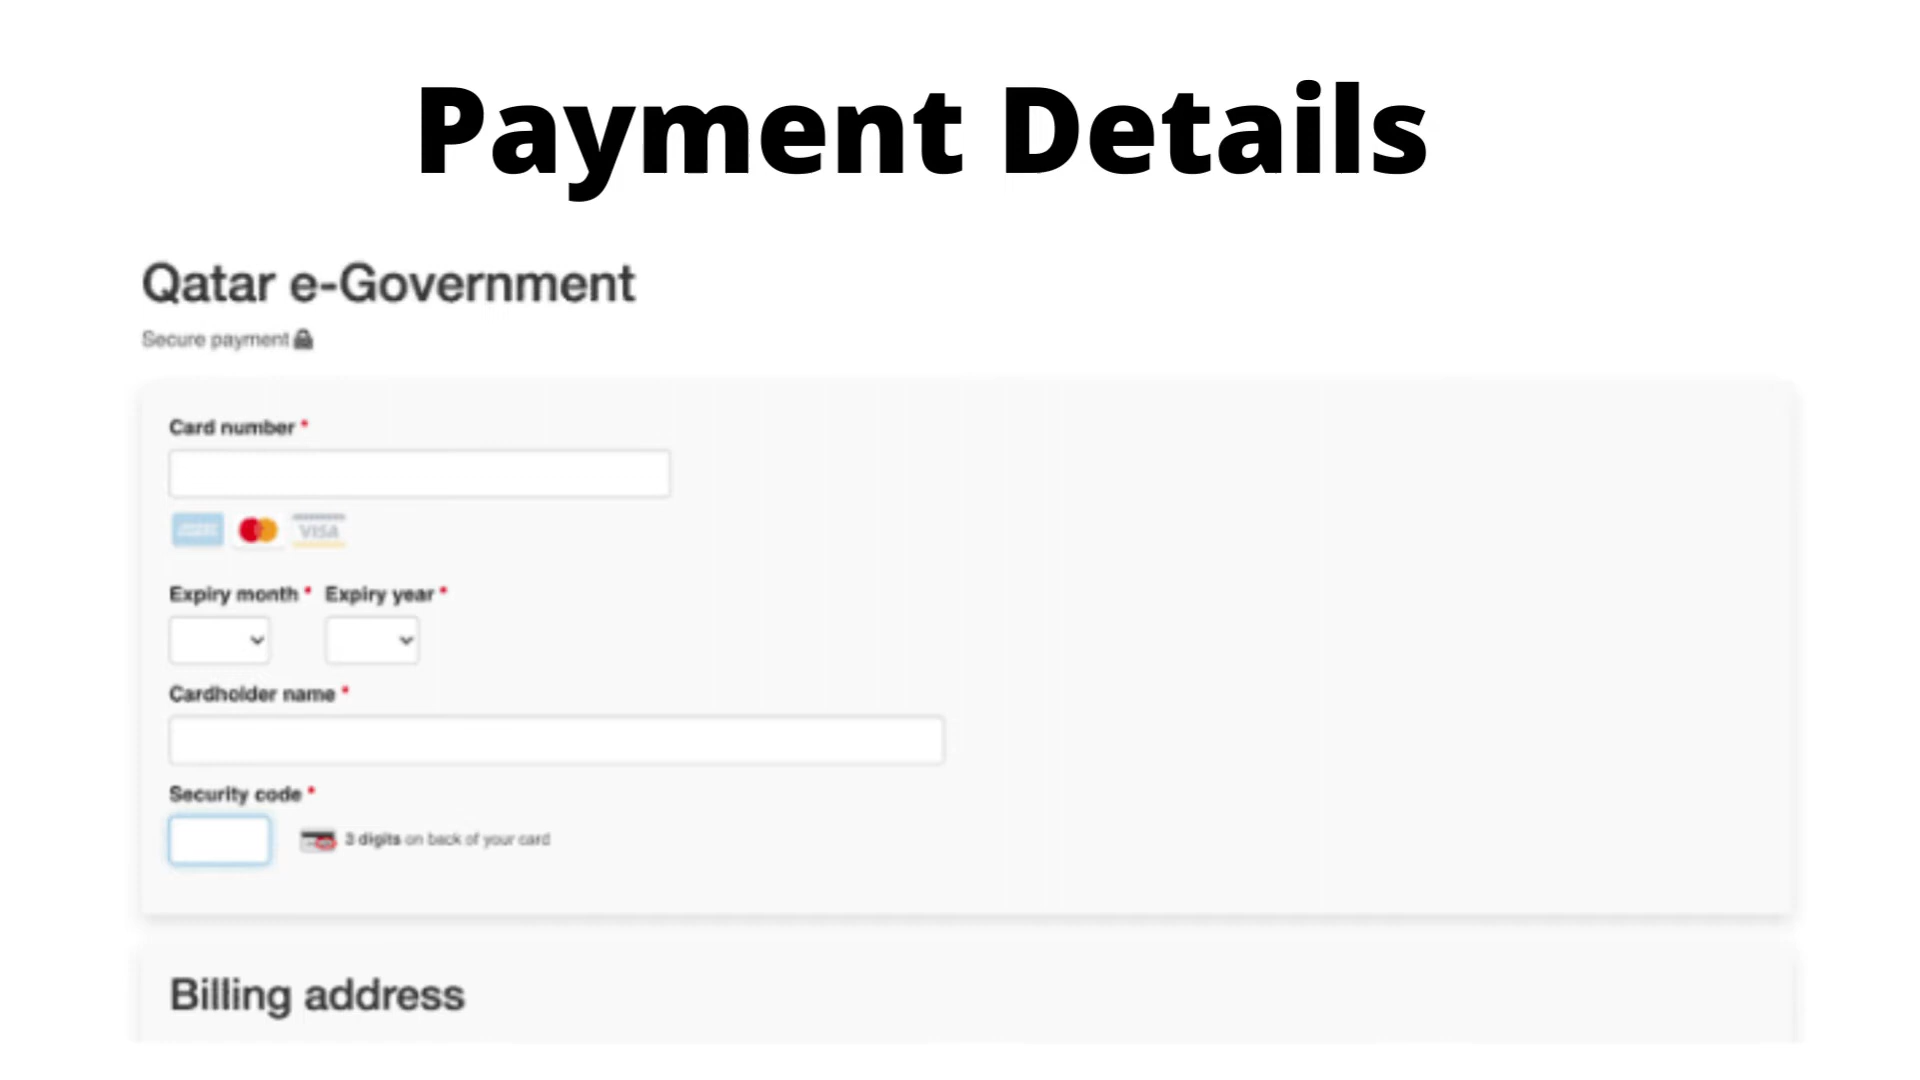 Payment Details
Qatar e-Government
Secure payment
Card number *
VISA
Expiry month * Expiry year *
Cardholder name *
Security code *
3 digits on back of your card
Billing address